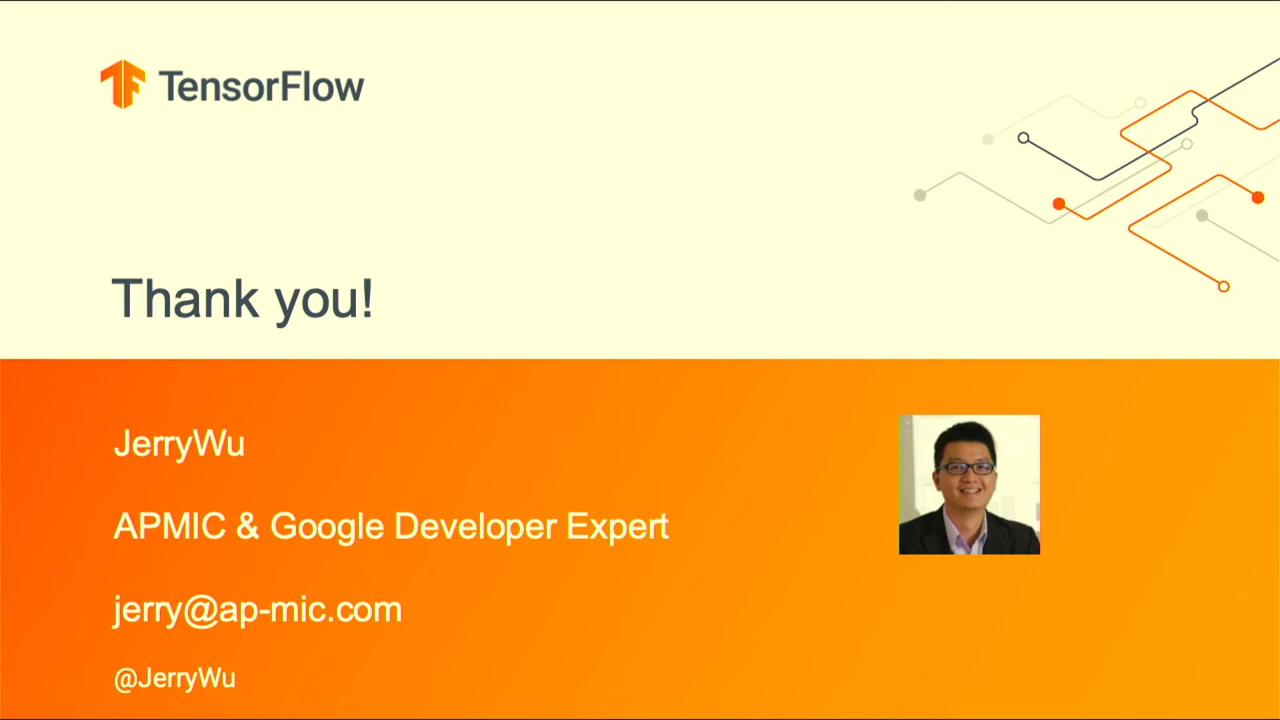 TensorFlow
Thank you!
JerryWu
APMIC & Google Developer Expert
jerry@ap-mic.com
@JerryWu